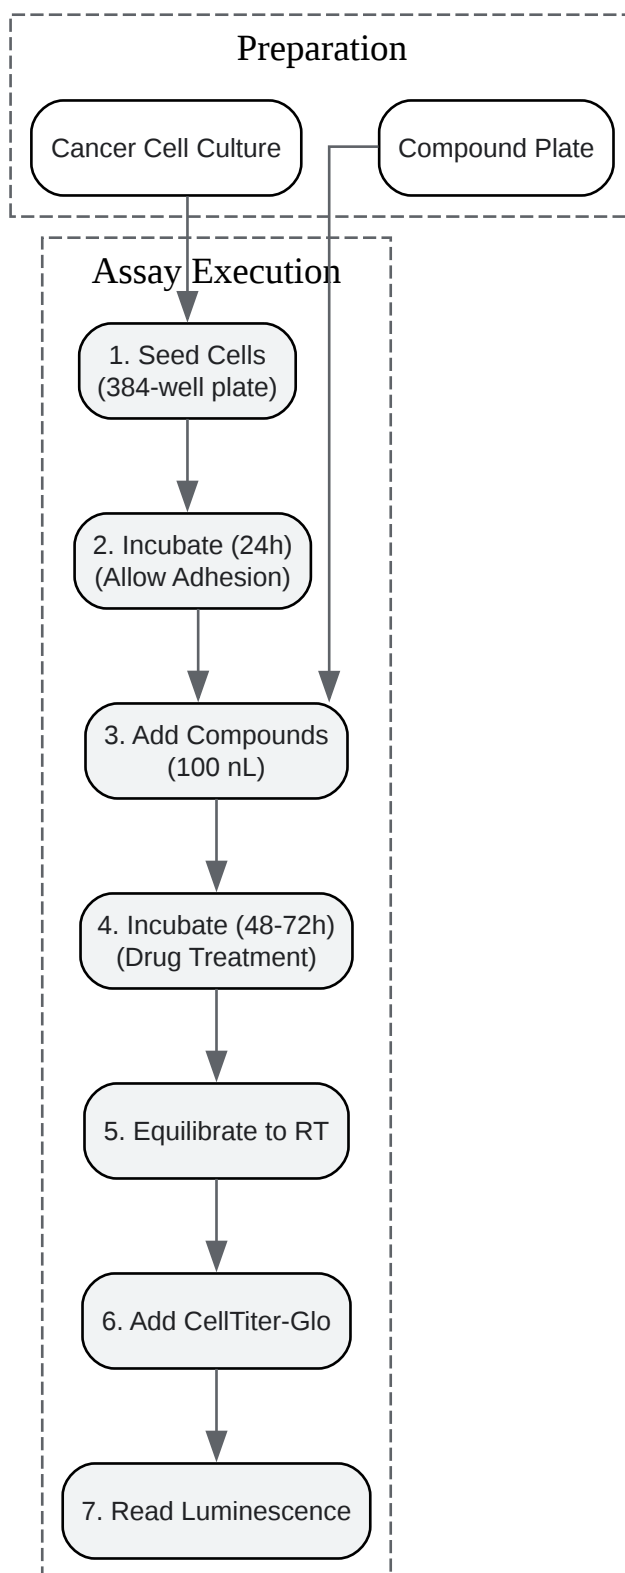 Preparation
Cancer Cell Culture
Compound Plate
Assay Execution
1. Seed Cells
(384-well plate)
2. Incubate (24h)
(Allow Adhesion)
3. Add Compounds
(100 nL)
4. Incubate (48-72h)
(Drug Treatment)
5. Equilibrate to RT
6. Add CellTiter-Glo
7. Read Luminescence